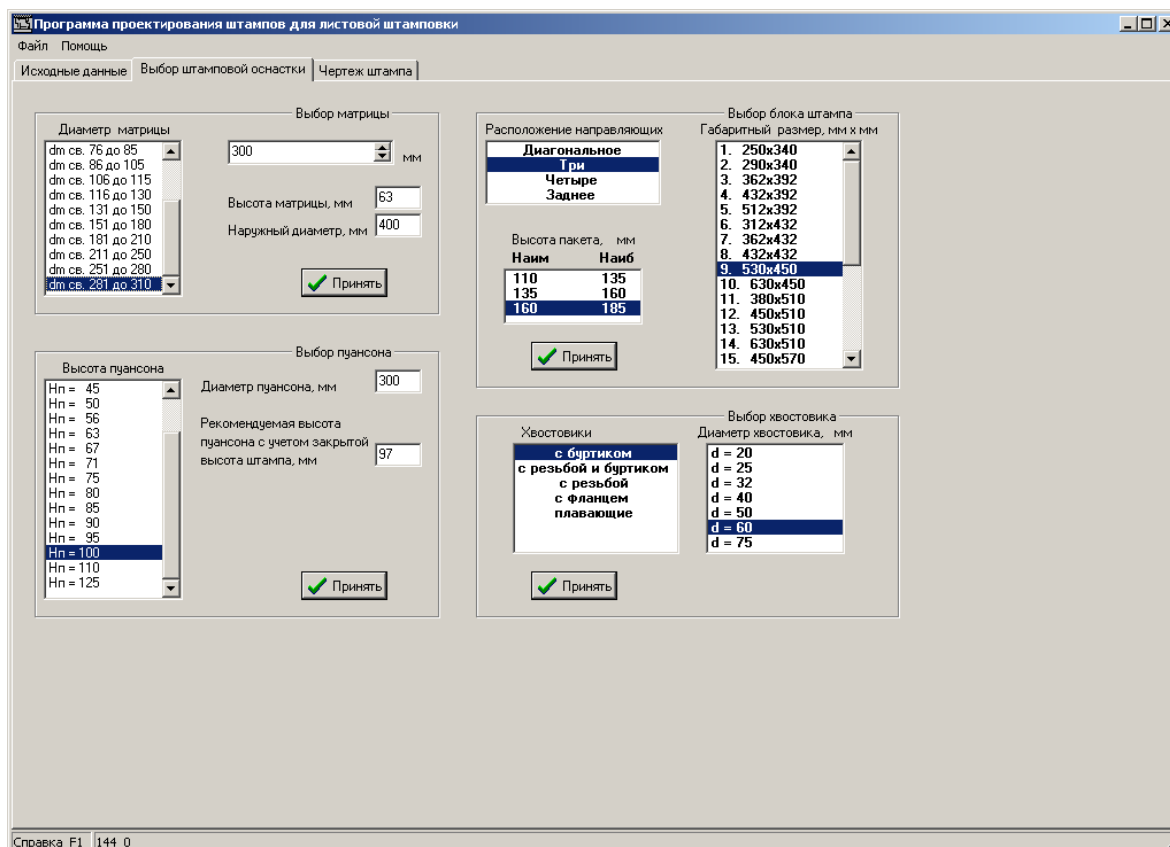 Программа проектирования штампов для листовой штамповки
Файл Помощь
Исходные данные Выбор штамповой оснастки Чертеж штампа
Выбор матрицы
Диаметр матрицы
dm св. 76 до 85
dm св. 86 до 105
dm св. 106 до 115
dm св. 116 до 130
dm св. 131 до 150
dm св. 151 до 180
dm св. 181 до 210
dm св. 211 до 250
dm св. 251 до 280
dm св. 281 до 310
300 мм
Высота матрицы, мм 63
Наружный диаметр, мм 400
Принять
Выбор пуансона
Высота пуансона
Нп = 45
Нп = 50
Нп = 56
Нп = 63
Нп = 67
Нп = 71
Нп = 75
Нп = 80
Нп = 85
Нп = 90
Нп = 95
Нп = 100
Нп = 110
Нп = 125
Диаметр пуансона, мм 300
Рекомендуемая высота
пуансона с учетом закрытой
высота штампа, мм 97
Принять
Выбор блока штампа
Расположение направляющих
Диагональное
Три
Четыре
Заднее
Высота пакета, мм
Наим Наиб
110 135
135 160
160 185
Принять
Габаритный размер, мм х мм
1. 250x340
2. 290x340
3. 362x392
4. 432x392
5. 512x392
6. 312x432
7. 362x432
8. 432x432
9. 530x450
10. 630x450
11. 380x510
12. 450x510
13. 530x510
14. 630x510
15. 450x570
Выбор хвостовика
Хвостовики
с буртиком
с резьбой и буртиком
с резьбой
с фланцем
плавающие
Диаметр хвостовика, мм
d = 20
d = 25
d = 32
d = 40
d = 50
d = 60
d = 75
Принять
Справка F1 144 0